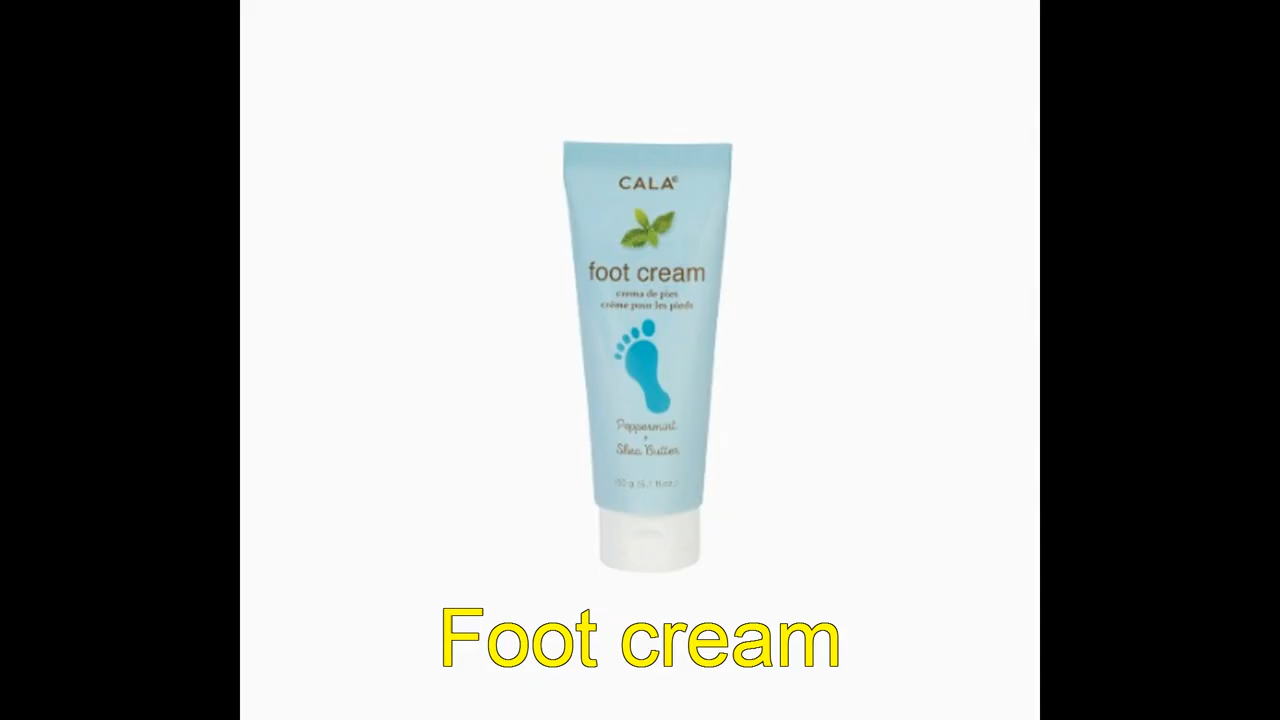 CALA®
foot cream
crema de pies
crème pour les pieds
Peppermint
+
Shea Butter
Foot cream